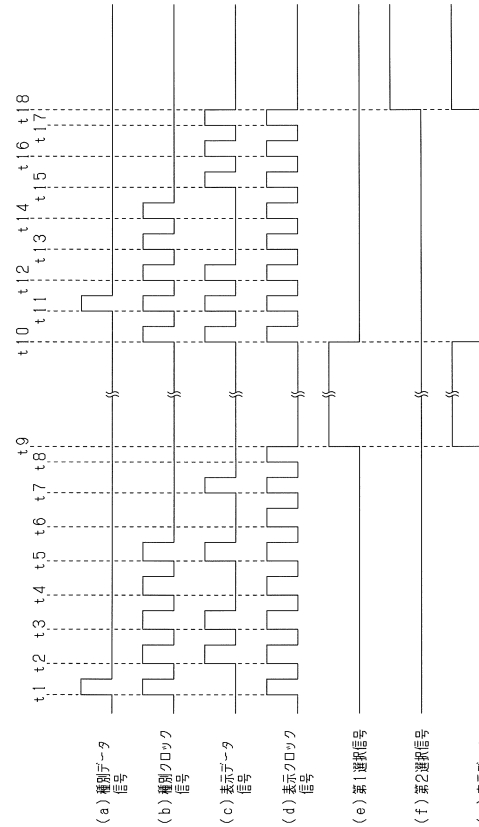 t1
t2
t3
t4
t5
t6
t7
t8
t9
t10
t11
t12
t13
t14
t15
t16
t17
t18
(a)種別データ
信号
(b)種別クロック
信号
(c)表示データ
信号
(d)表示クロック
信号
(e)第1選択信号
(f)第2選択信号